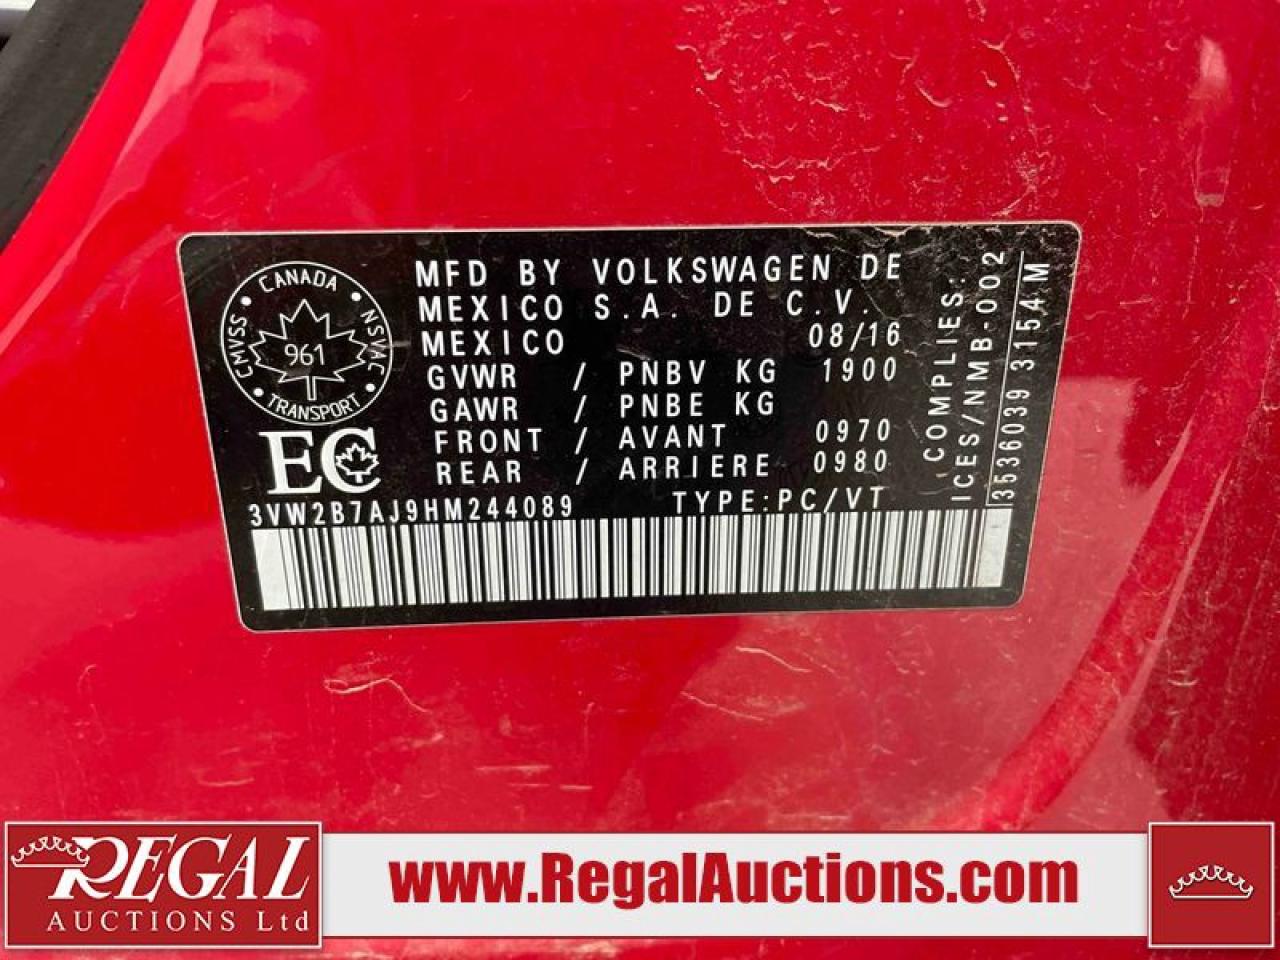 CANADA
CMVSS
NSVAC
961
TRANSPORT
EC
MFD BY VOLKSWAGEN DE
MEXICO S.A. DE C.V.
MEXICO 08/16
GVWR / PNBV KG 1900
GAWR / PNBE KG
FRONT / AVANT 0970
REAR / ARRIERE 0980
3VW2B7AJ9HM244089 TYPE:PC/VT
COMPLIES:
ICES/NMB-002
3536039 3154M
REGAL
AUCTIONS Ltd
www.RegalAuctions.com